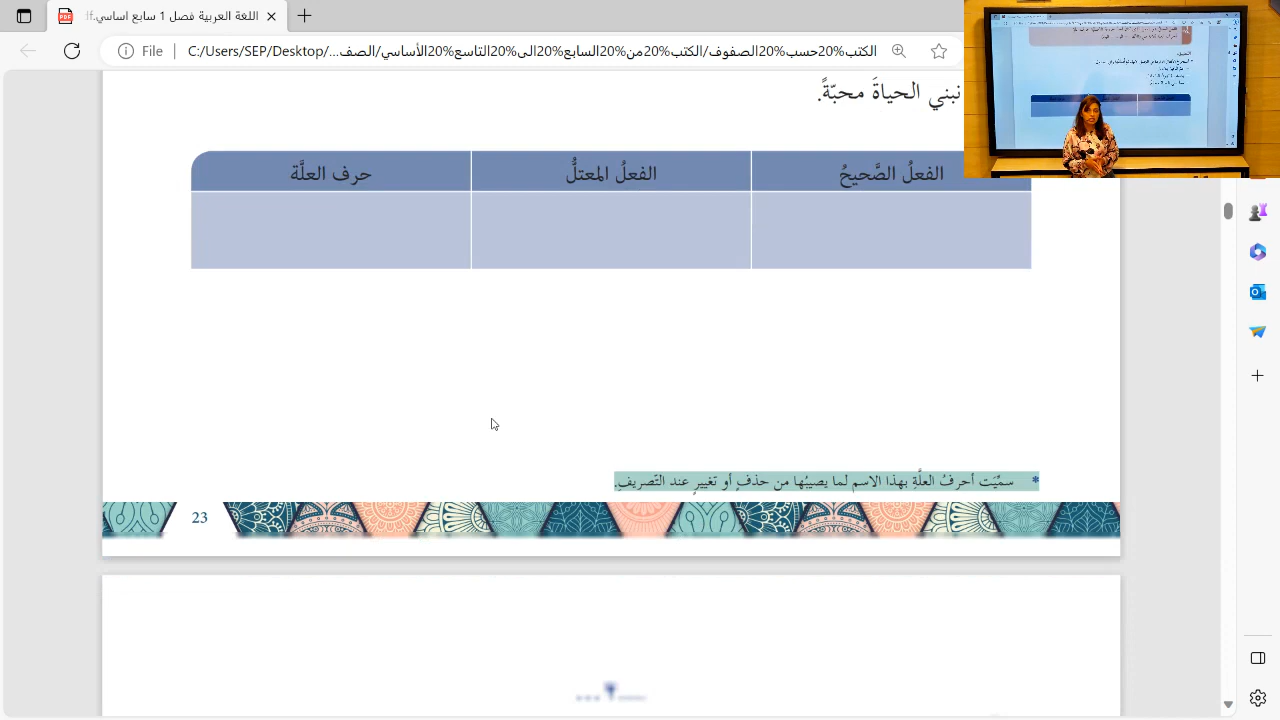 اللغة العربية فصل 1 سابع اساسي.
File
C:/Users/SEP/Desktop/...الكتب%20حسب%20الصفوف/الكتب%20من%20السابع%20الى%20التاسع%20الأساسي/الصف
نبني الحياةَ محبّةً.
الفعلُ الصَّحيحُ
الفعلُ المعتلُّ
حرف العلَّة
* سمِّيَت أحرفُ العلَّةِ بهذا الاسم لما يصيبُها من حذفٍ أو تغييرٍ عند التّصريفِ.
23